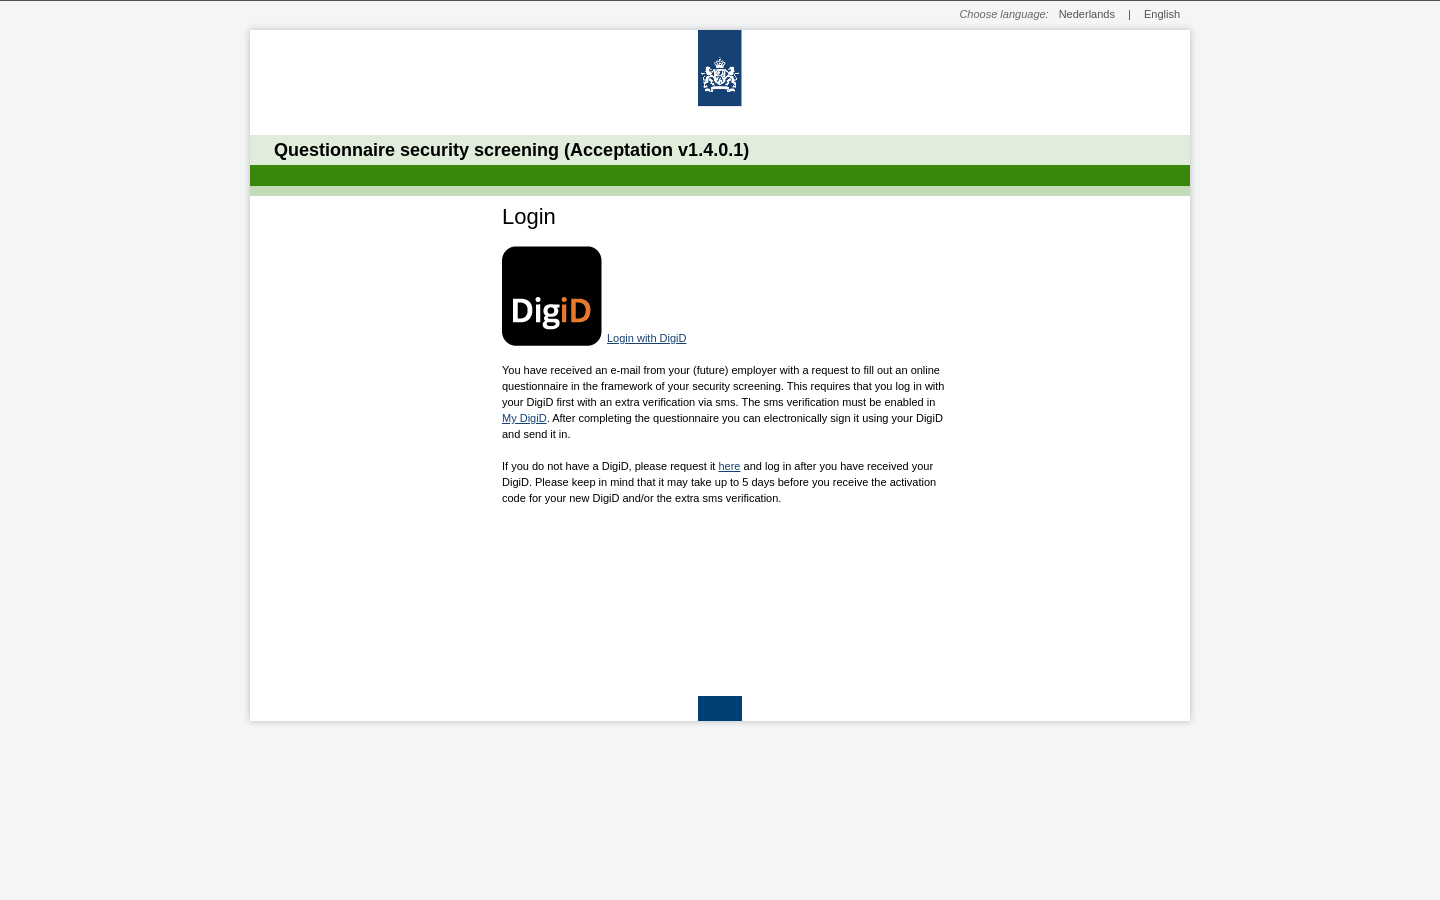 Choose language: Nederlands | English
Questionnaire security screening (Acceptation v1.4.0.1)
Login
DigiD
Login with DigiD
You have received an e-mail from your (future) employer with a request to fill out an online
questionnaire in the framework of your security screening. This requires that you log in with
your DigiD first with an extra verification via sms. The sms verification must be enabled in
My DigiD. After completing the questionnaire you can electronically sign it using your DigiD
and send it in.
If you do not have a DigiD, please request it here and log in after you have received your
DigiD. Please keep in mind that it may take up to 5 days before you receive the activation
code for your new DigiD and/or the extra sms verification.